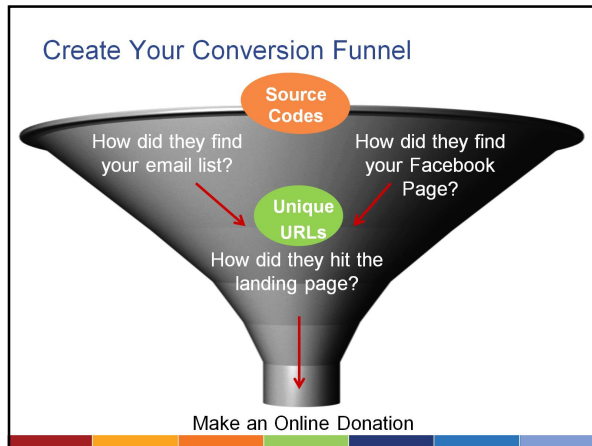 Create Your Conversion Funnel
Source
Codes
How did they find
your email list?
How did they find
your Facebook
Page?
Unique
URLs
How did they hit the
landing page?
Make an Online Donation